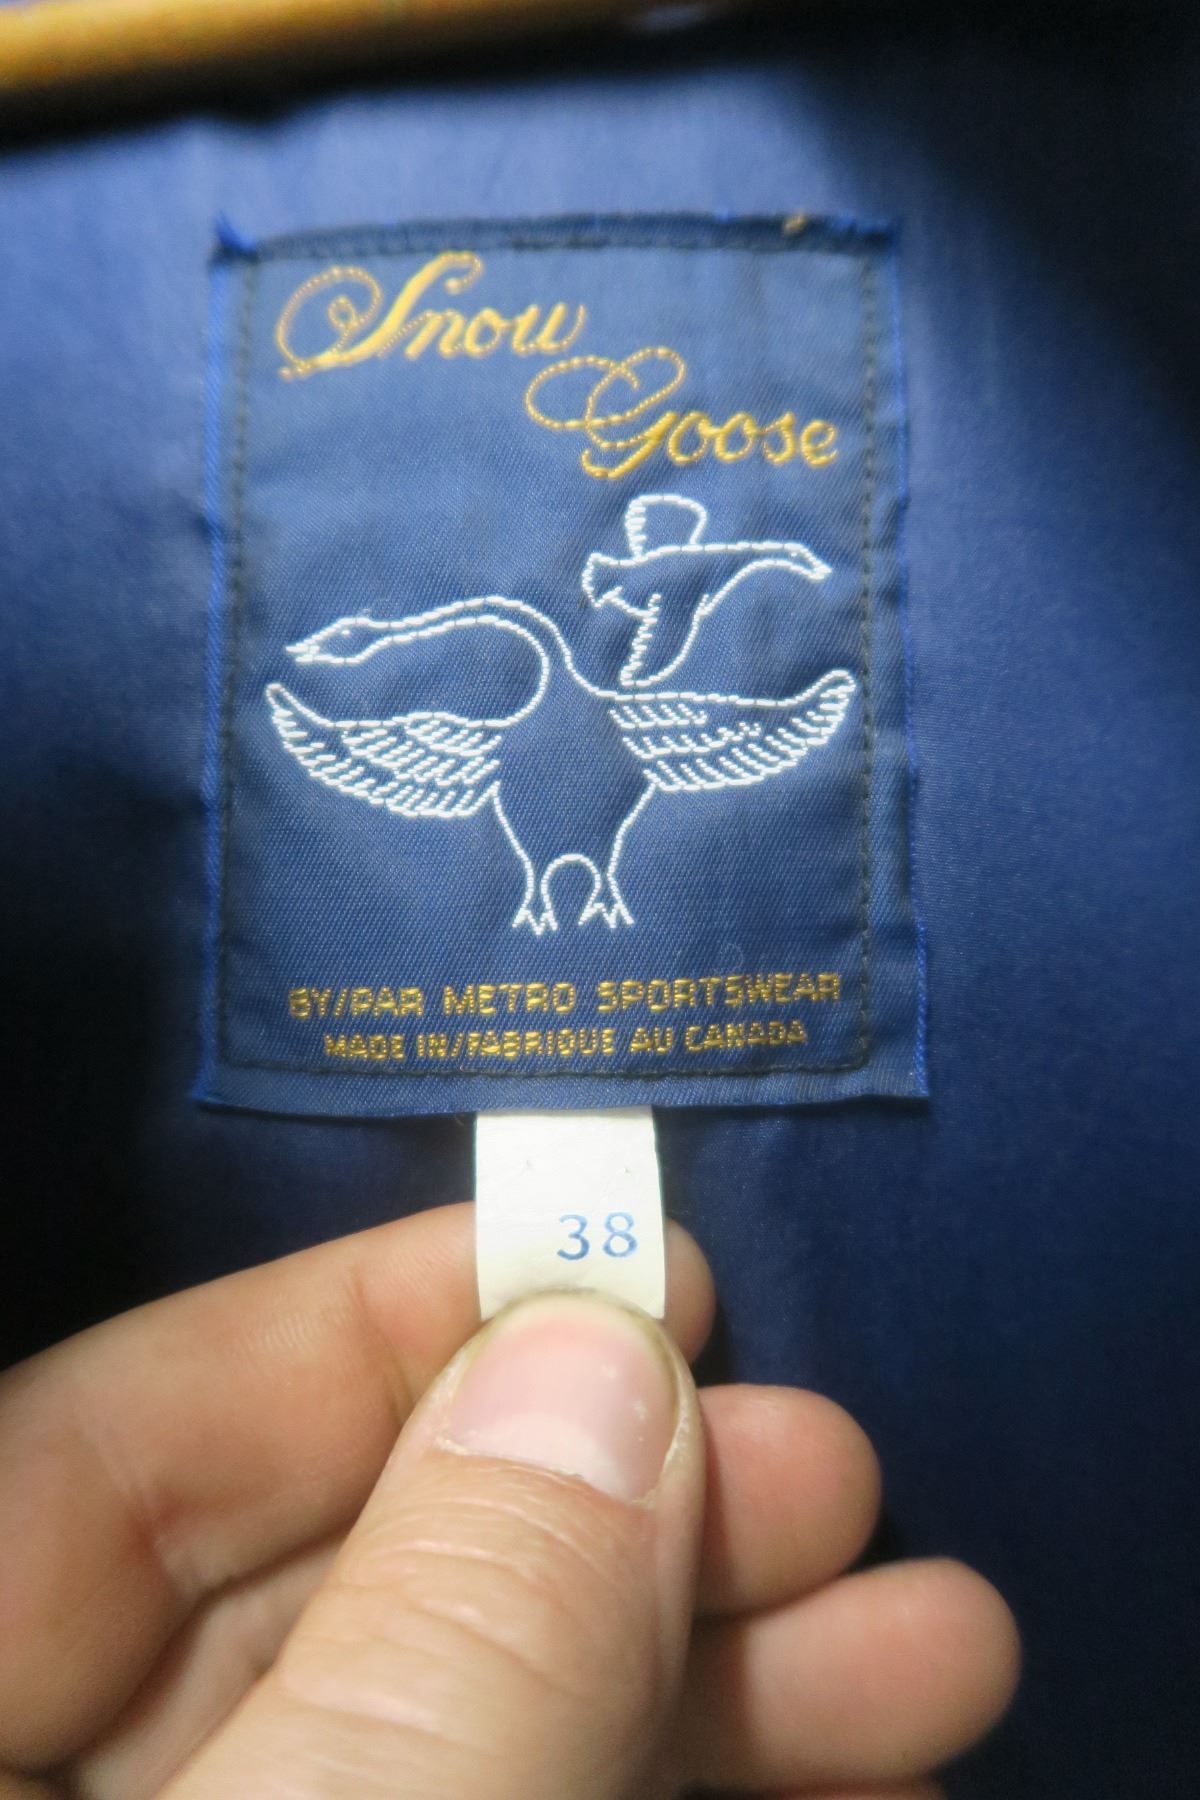 Snow
Goose
BY/PAR METRO SPORTSWEAR
MADE IN/FABRIQUE AU CANADA
38